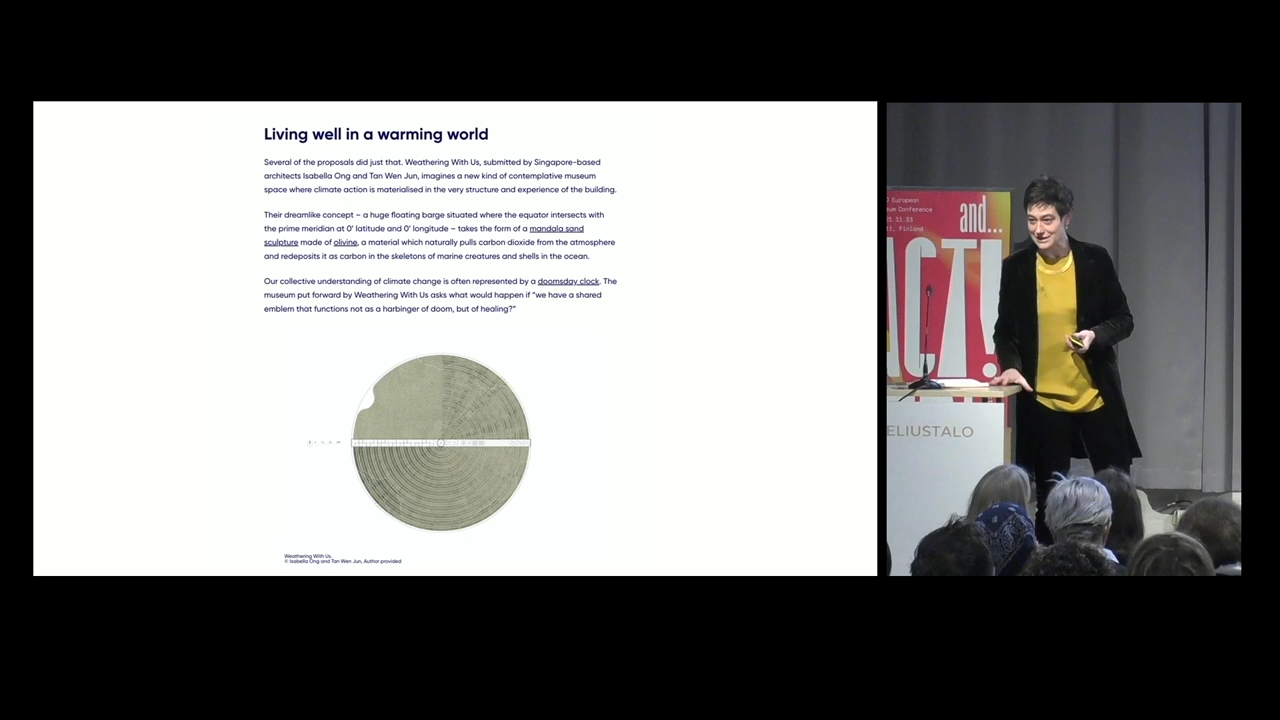 Living well in a warming world
Several of the proposals did just that. Weathering With Us, submitted by Singapore-based
architects Isabella Ong and Tan Wen Jun, imagines a new kind of contemplative museum
space where climate action is materialised in the very structure and experience of the building.
Their dreamlike concept – a huge floating barge situated where the equator intersects with
the prime meridian at 0' latitude and 0' longitude – takes the form of a mandala sand
sculpture made of olivine, a material which naturally pulls carbon dioxide from the atmosphere
and redeposits it as carbon in the skeletons of marine creatures and shells in the ocean.
Our collective understanding of climate change is often represented by a doomsday clock. The
museum put forward by Weathering With Us asks what would happen if “we have a shared
emblem that functions not as a harbinger of doom, but of healing?”
Weathering With Us.
© Isabella Ong and Tan Wen Jun, Author provided
European
um Conference
21.11.23
ti, Finland
and...
ACT!
ELIUSTALO